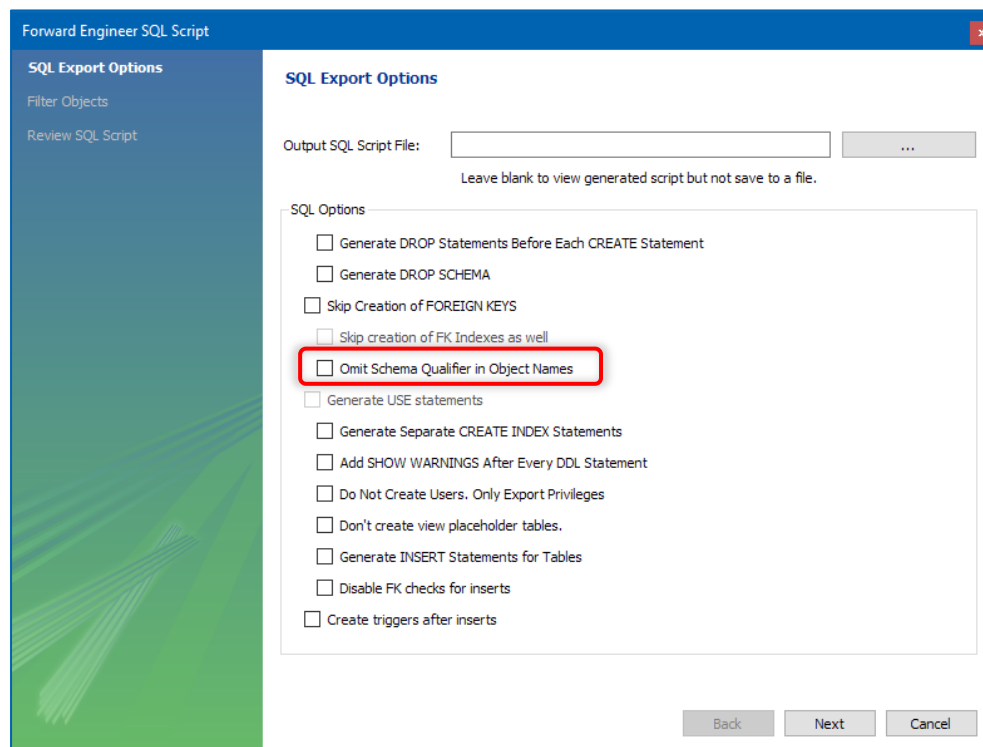 Forward Engineer SQL Script
SQL Export Options
Filter Objects
Review SQL Script
SQL Export Options
Output SQL Script File:
...
Leave blank to view generated script but not save to a file.
SQL Options
Generate DROP Statements Before Each CREATE Statement
Generate DROP SCHEMA
Skip Creation of FOREIGN KEYS
Skip creation of FK Indexes as well
Omit Schema Qualifier in Object Names
Generate USE statements
Generate Separate CREATE INDEX Statements
Add SHOW WARNINGS After Every DDL Statement
Do Not Create Users. Only Export Privileges
Don't create view placeholder tables.
Generate INSERT Statements for Tables
Disable FK checks for inserts
Create triggers after inserts
Back Next Cancel